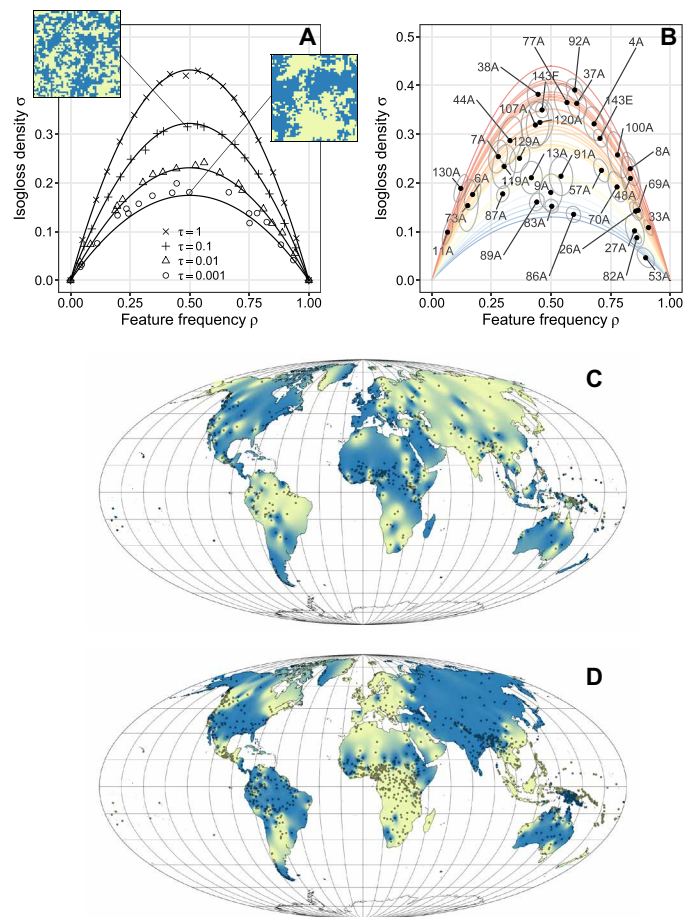 A
Isogloss density σ
0.3
0.2
0.1
0.0
× τ = 1
+ τ = 0.1
△ τ = 0.01
○ τ = 0.001
0.00 0.25 0.50 0.75 1.00
Feature frequency ρ
B
Isogloss density σ
0.5
0.4
0.3
0.2
0.1
0.0
92A
77A 4A
37A
38A 143F
143E
44A 107A
120A 100A
7A 129A 8A
13A 91A
130A 6A 119A 9A 57A 48A 69A
73A 87A 83A 70A 33A
11A 89A 26A 27A
86A 82A 53A
0.00 0.25 0.50 0.75 1.00
Feature frequency ρ
C
D